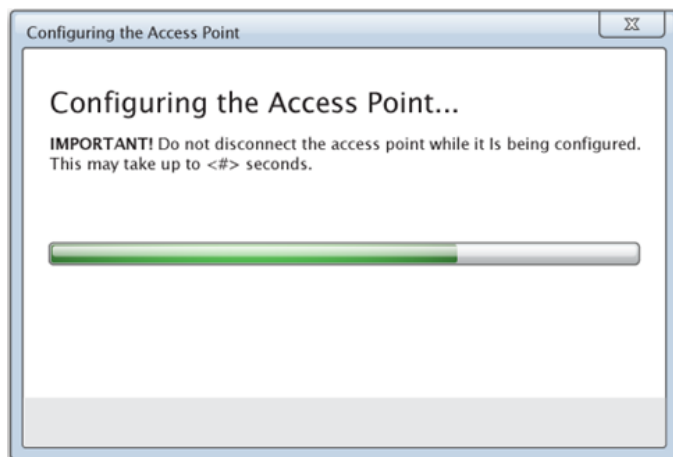 Configuring the Access Point
Configuring the Access Point...
IMPORTANT! Do not disconnect the access point while it Is being configured.
This may take up to <#> seconds.